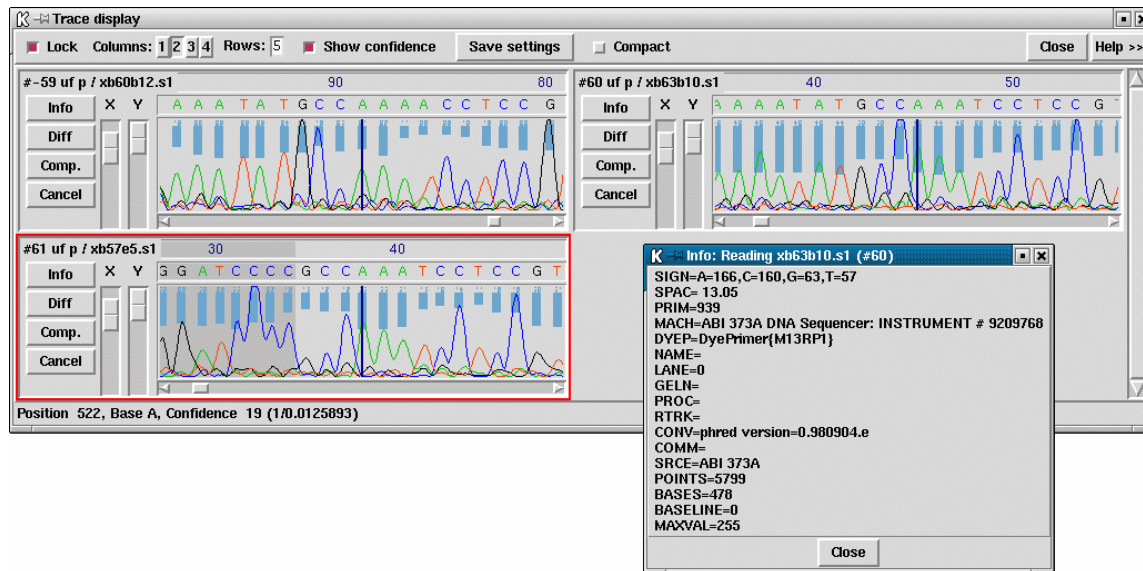 Trace display
Lock Columns: 1 2 3 4 Rows: 5 Show confidence Save settings Compact Close Help >>
#-59 uf p / xb60b12.s1 90 80
Info X Y A A A T A T G C C A A A A C C T C C G
Diff
Comp.
Cancel
#60 uf p / xb63b10.s1 40 50
Info X Y A A A A T A T G C C A A A T C C T C C G T
Diff
Comp.
Cancel
#61 uf p / xb57e5.s1 30 40
Info X Y G G A T C C C C G C C A A A T C C T C C G T
Diff
Comp.
Cancel
Position 522, Base A, Confidence 19 (1/0.0125893)
Info: Reading xb63b10.s1 (#60)
SIGN=A=166,C=160,G=63,T=57
SPAC= 13.05
PRIM=939
MACH=ABI 373A DNA Sequencer: INSTRUMENT # 9209768
DYEP=DyePrimer{M13RP1}
NAME=
LANE=0
GELN=
PROC=
RTRK=
CONV=phred version=0.980904.e
COMM=
SRCE=ABI 373A
POINTS=5799
BASES=478
BASELINE=0
MAXVAL=255
Close